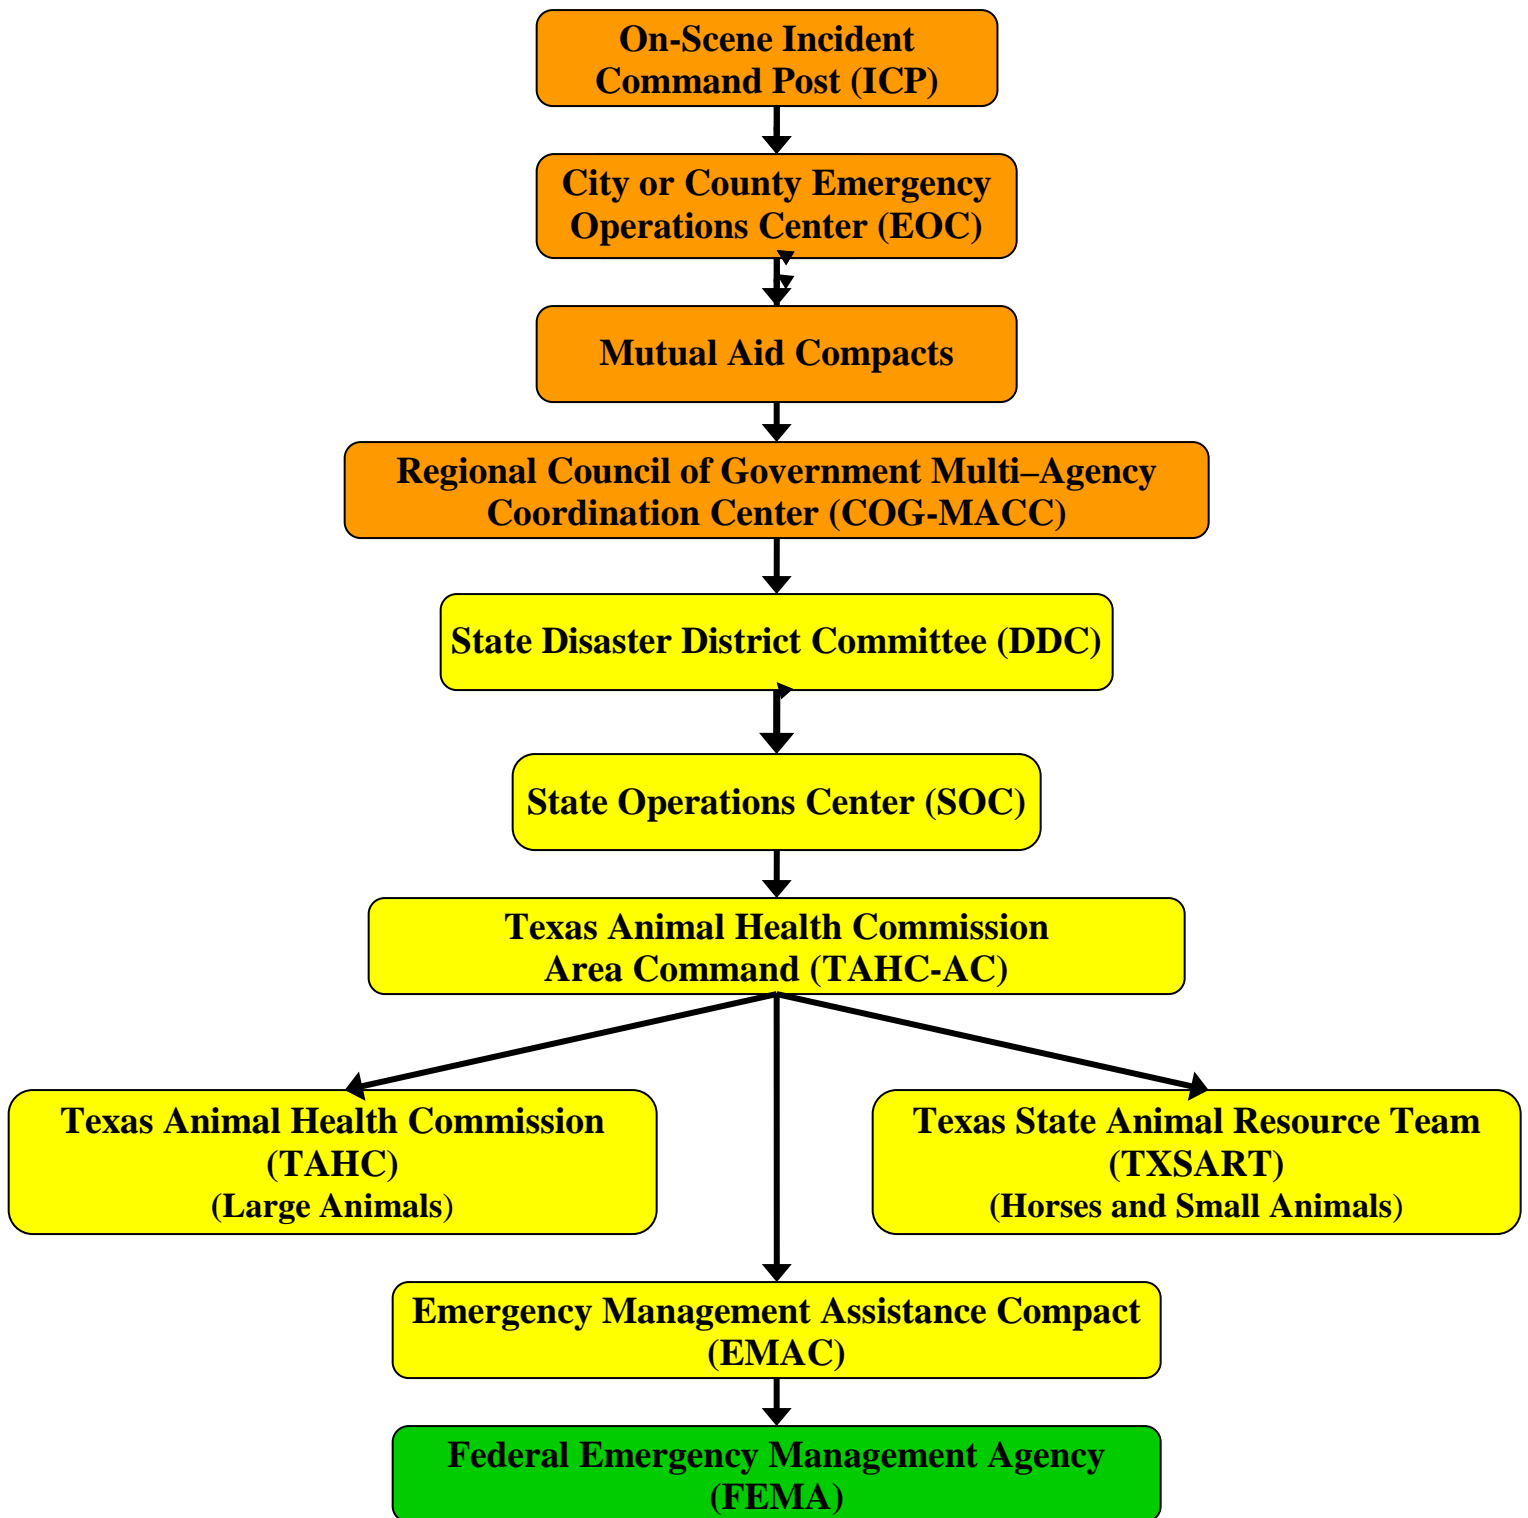 On-Scene Incident
Command Post (ICP)
City or County Emergency
Operations Center (EOC)
Mutual Aid Compacts
Regional Council of Government Multi–Agency
Coordination Center (COG-MACC)
State Disaster District Committee (DDC)
State Operations Center (SOC)
Texas Animal Health Commission
Area Command (TAHC-AC)
Texas Animal Health Commission
(TAHC)
(Large Animals)
Texas State Animal Resource Team
(TXSART)
(Horses and Small Animals)
Emergency Management Assistance Compact
(EMAC)
Federal Emergency Management Agency
(FEMA)